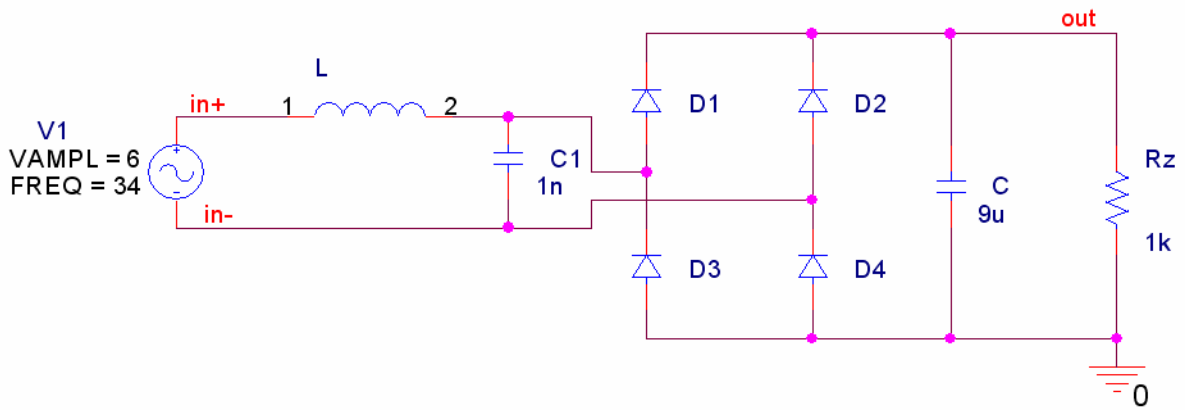 out
L
in+
1
2
D1
D2
V1
VAMPL = 6
FREQ = 34
C1
1n
Rz
C
9u
in-
1k
D3
D4
0